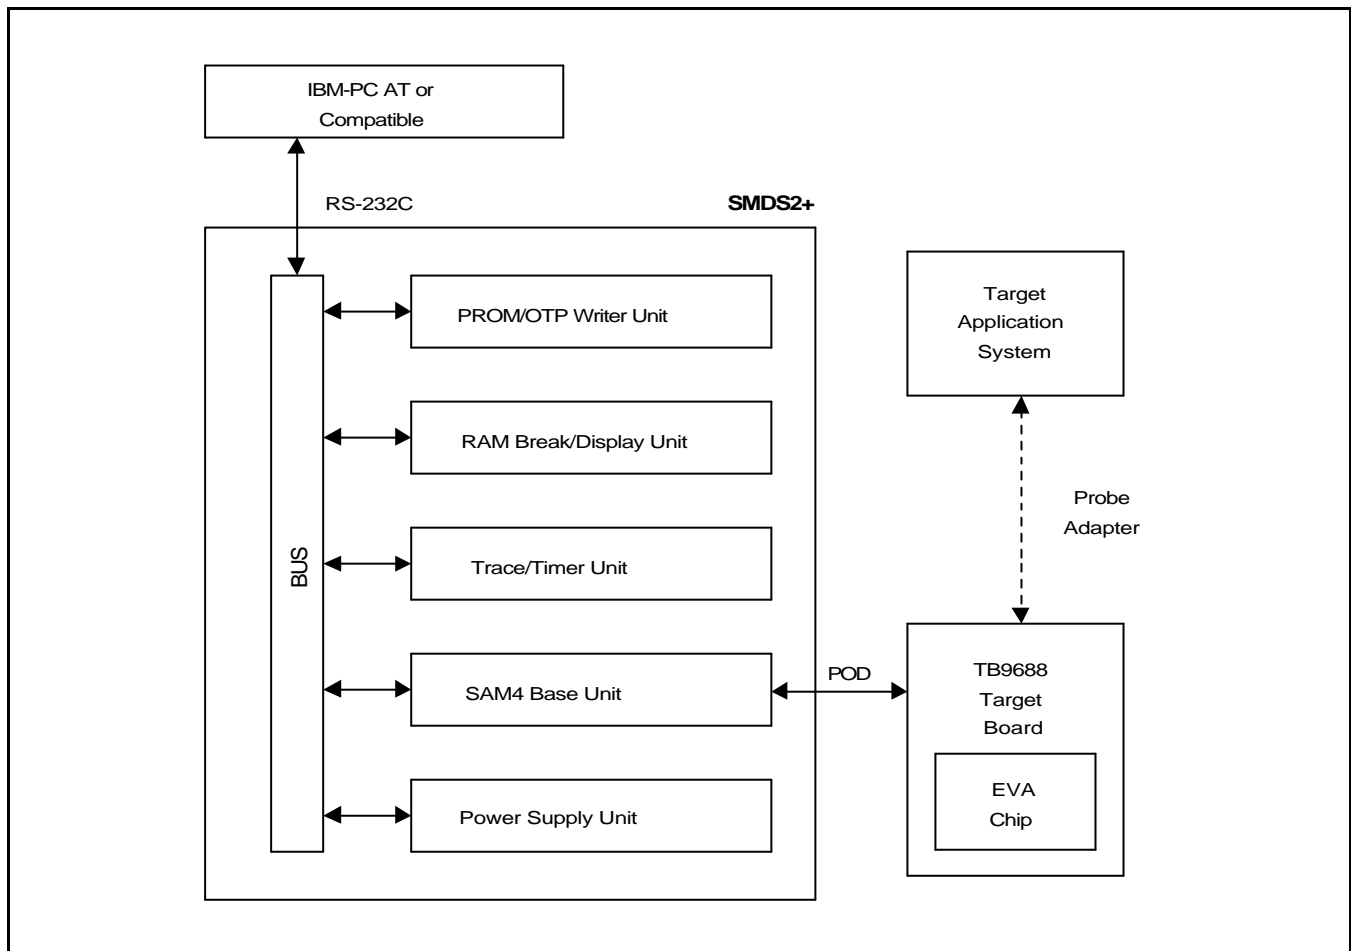 IBM-PC AT or
Compatible
RS-232C
SMDS2+
PROM/OTP Writer Unit
RAM Break/Display Unit
Trace/Timer Unit
SAM4 Base Unit
Power Supply Unit
BUS
POD
Target
Application
System
Probe
Adapter
TB9688
Target
Board
EVA
Chip